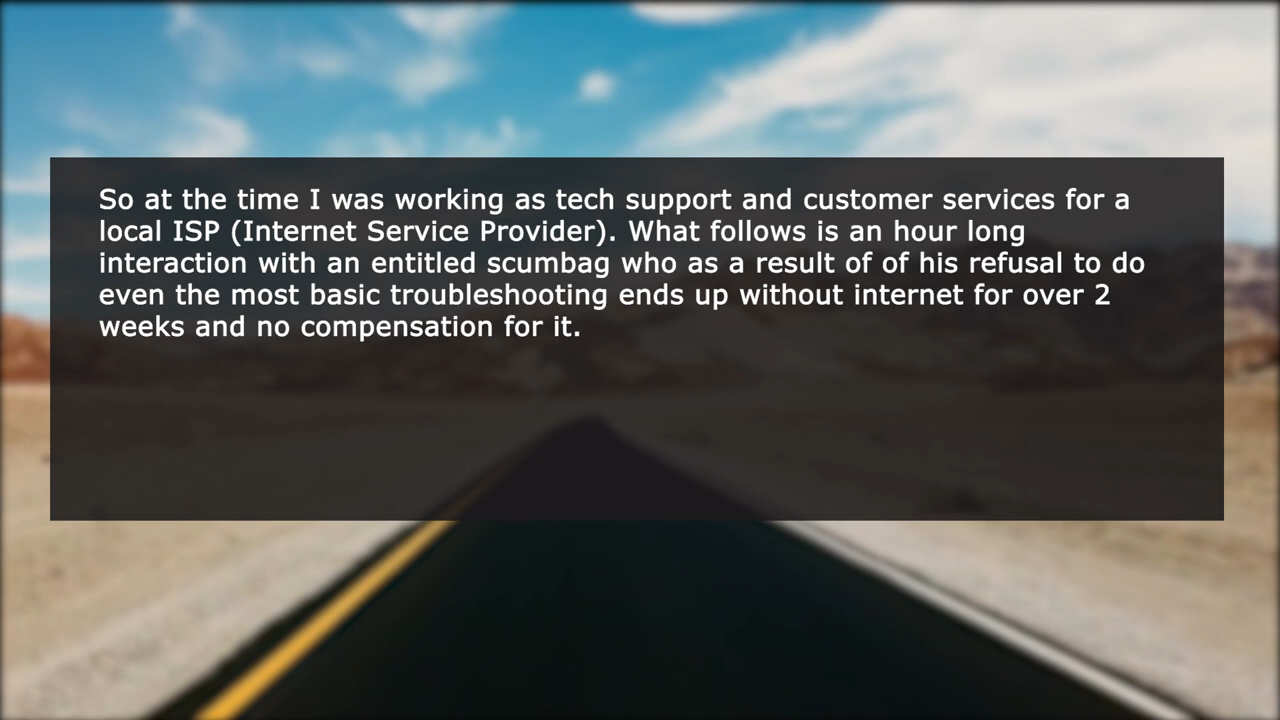 So at the time I was working as tech support and customer services for a
local ISP (Internet Service Provider). What follows is an hour long
interaction with an entitled scumbag who as a result of of his refusal to do
even the most basic troubleshooting ends up without internet for over 2
weeks and no compensation for it.